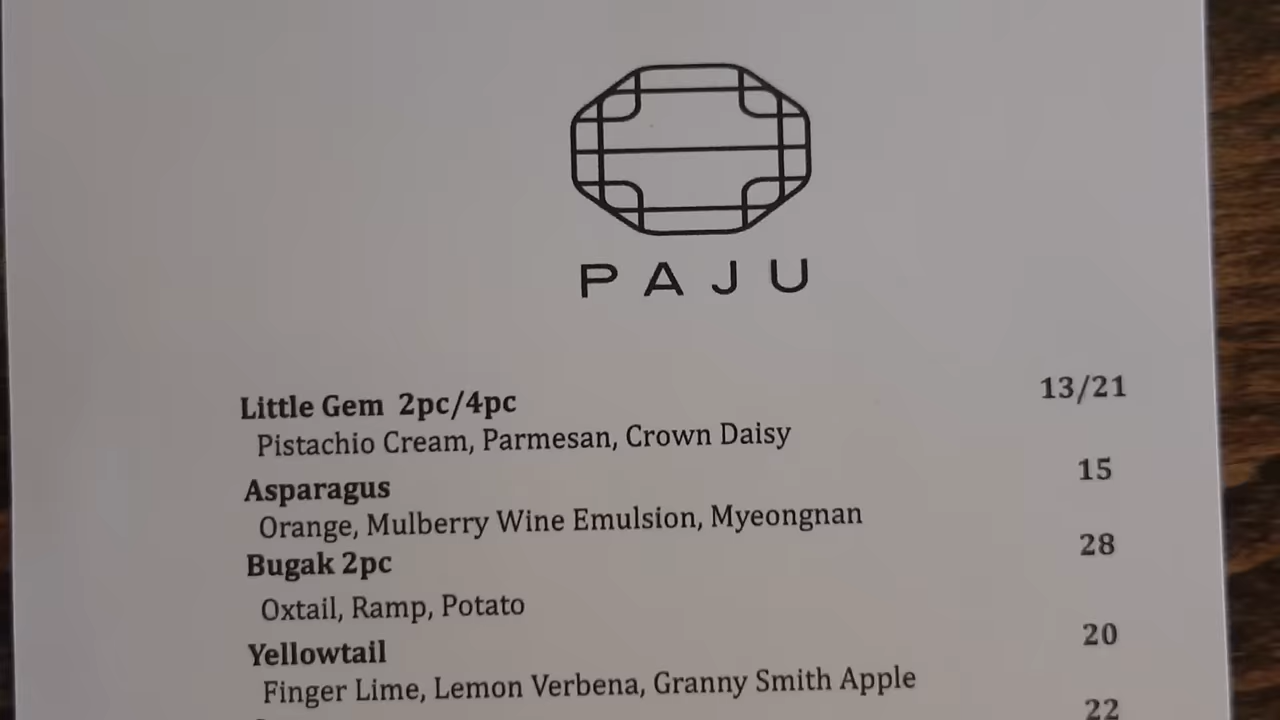 PAJU
Little Gem 2pc/4pc 13/21
Pistachio Cream, Parmesan, Crown Daisy
Asparagus 15
Orange, Mulberry Wine Emulsion, Myeongnan
Bugak 2pc 28
Oxtail, Ramp, Potato
Yellowtail 20
Finger Lime, Lemon Verbena, Granny Smith Apple
22